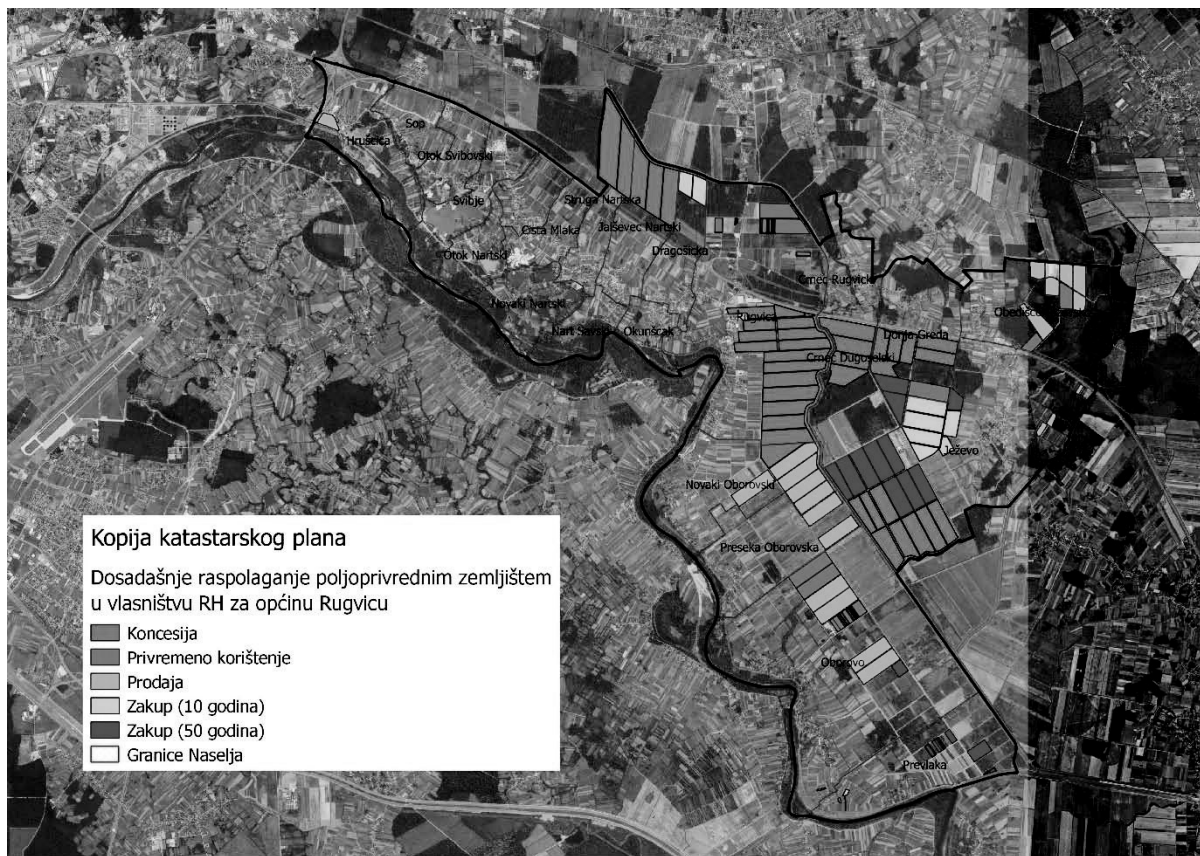 Sop
Hruščica
Otok Svibovski
Svibje
Struga Nartska
Čista Mlaka
Jalševec Nartski
Dragošička
Otok Nartski
Črnec Rugvički
Novaki Nartski
Obedišće
Rugvica
Nart Savski
Okunšćak
Donja Greda
Črnec Dugoselski
Ježevo
Novaki Oborovski
Preseka Oborovska
Oborovo
Prevlaka
Kopija katastarskog plana
Dosadašnje raspolaganje poljoprivrednim zemljištem
u vlasništvu RH za općinu Rugvicu
Koncesija
Privremeno korištenje
Prodaja
Zakup (10 godina)
Zakup (50 godina)
Granice Naselja